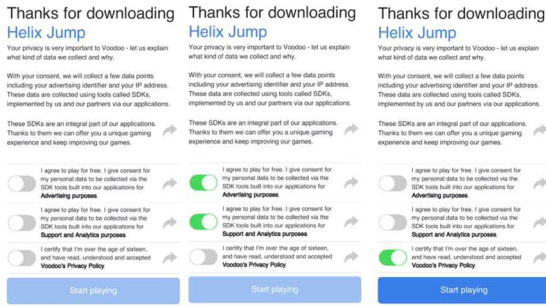 Thanks for downloading
Helix Jump
Your privacy is very important to Voodoo - let us explain
what kind of data we collect and why.
With your consent, we will collect a few data points
including your advertising identifier and your IP address.
These data are collected using tools called SDKs,
implemented by us and our partners via our applications.
These SDKs are an integral part of our applications.
Thanks to them we can offer you a unique gaming
experience and keep improving our games.
I agree to play for free. I give consent for
my personal data to be collected via the
SDK tools built into our applications for
Advertising purposes.
I agree to play for free. I give consent for
my personal data to be collected via the
SDK tools built into our applications for
Support and Analytics purposes.
I certify that I'm over the age of sixteen,
and have read, understood and accepted
Voodoo's Privacy Policy.
Start playing
Thanks for downloading
Helix Jump
Your privacy is very important to Voodoo - let us explain
what kind of data we collect and why.
With your consent, we will collect a few data points
including your advertising identifier and your IP address.
These data are collected using tools called SDKs,
implemented by us and our partners via our applications.
These SDKs are an integral part of our applications.
Thanks to them we can offer you a unique gaming
experience and keep improving our games.
I agree to play for free. I give consent for
my personal data to be collected via the
SDK tools built into our applications for
Advertising purposes.
I agree to play for free. I give consent for
my personal data to be collected via the
SDK tools built into our applications for
Support and Analytics purposes.
I certify that I'm over the age of sixteen,
and have read, understood and accepted
Voodoo's Privacy Policy.
Start playing
Thanks for downloading
Helix Jump
Your privacy is very important to Voodoo - let us explain
what kind of data we collect and why.
With your consent, we will collect a few data points
including your advertising identifier and your IP address.
These data are collected using tools called SDKs,
implemented by us and our partners via our applications.
These SDKs are an integral part of our applications.
Thanks to them we can offer you a unique gaming
experience and keep improving our games.
I agree to play for free. I give consent for
my personal data to be collected via the
SDK tools built into our applications for
Advertising purposes.
I agree to play for free. I give consent for
my personal data to be collected via the
SDK tools built into our applications for
Support and Analytics purposes.
I certify that I'm over the age of sixteen,
and have read, understood and accepted
Voodoo's Privacy Policy.
Start playing